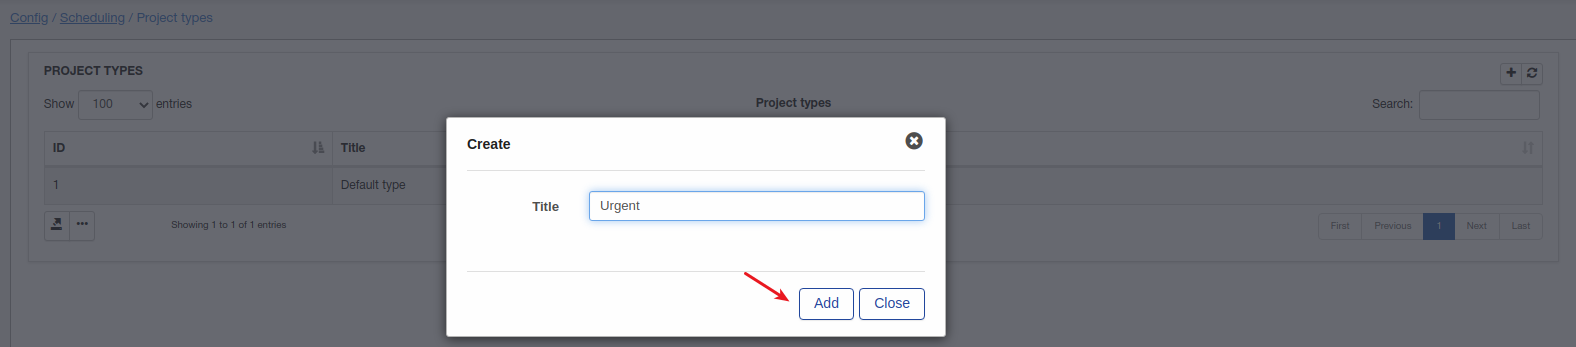 Config / Scheduling / Project types
PROJECT TYPES
Show 100 entries
Project types
Search:
ID
Title
1
Default type
Showing 1 to 1 of 1 entries
First Previous 1 Next Last
Create
Title Urgent
Add Close